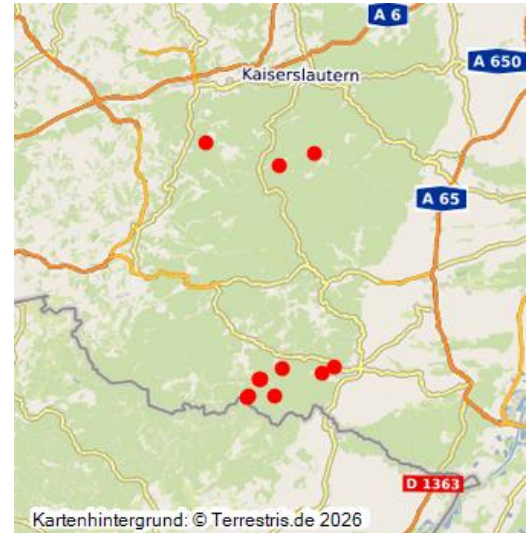 A 6
A 650
Kaiserslautern
A 65
D 1363
Kartenhintergrund: © Terrestris.de 2026